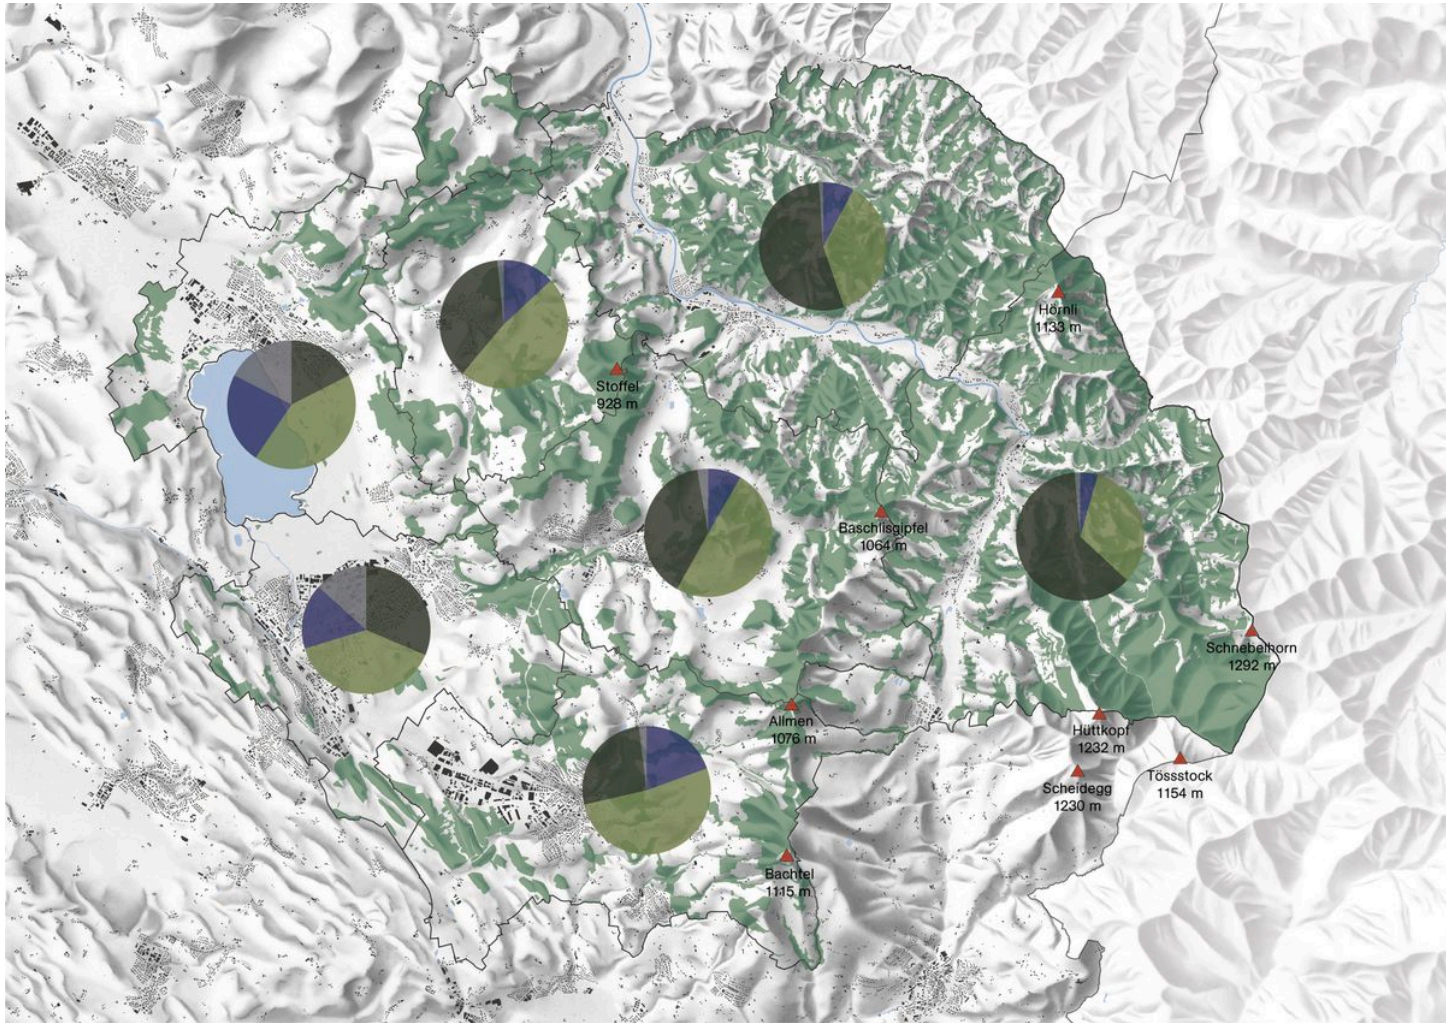 Hörnli
1133 m
Stoffel
928 m
Baschlisgipfel
1064 m
Schnebelhorn
1292 m
Allmen
1076 m
Hüttkopf
1232 m
Scheidegg
1230 m
Tössstock
1154 m
Bachtel
1115 m